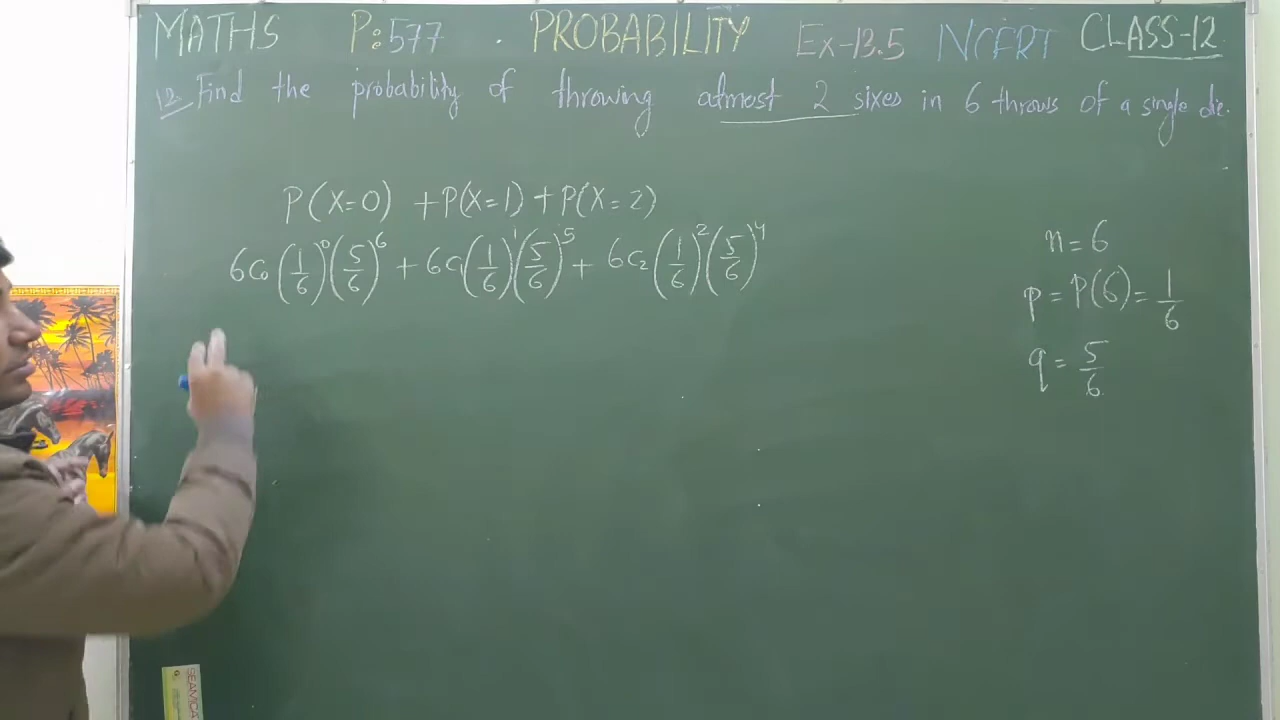 MATHS P:577 . PROBABILITY Ex-13.5 NCERT CLASS-12
12. Find the probability of throwing almost 2 sixes in 6 throws of a single die.
P(X=0) + P(X=1) + P(X=2)
6C₀(1/6)⁰(5/6)⁶ + 6C₁(1/6)¹(5/6)⁵ + 6C₂(1/6)²(5/6)⁴
n = 6
p = P(6) = 1/6
q = 5/6